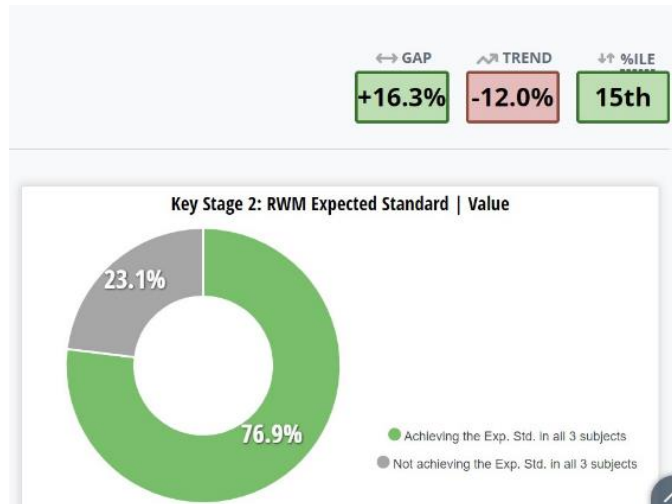 GAP TREND %ILE
+16.3% -12.0% 15th
Key Stage 2: RWM Expected Standard | Value
23.1%
76.9%
Achieving the Exp. Std. in all 3 subjects
Not achieving the Exp. Std. in all 3 subjects